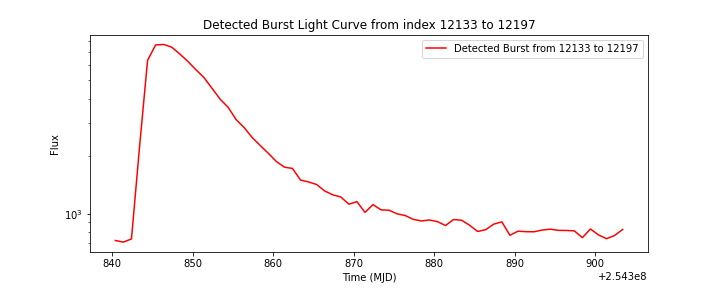 Detected Burst Light Curve from index 12133 to 12197
Detected Burst from 12133 to 12197
Flux
10³
840 850 860 870 880 890 900
Time (MJD)
+2.543e8